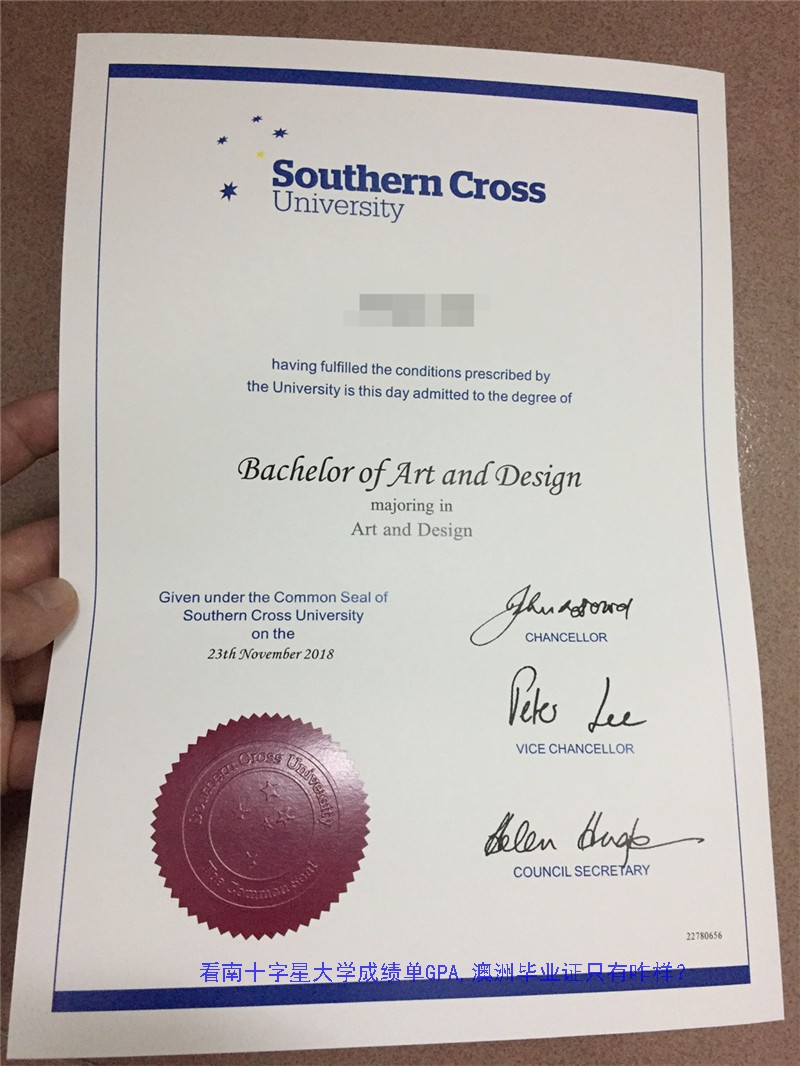 Southern Cross
University
having fulfilled the conditions prescribed by
the University is this day admitted to the degree of
Bachelor of Art and Design
majoring in
Art and Design
Given under the Common Seal of
Southern Cross University
on the
23th November 2018
CHANCELLOR
Peter Lee
VICE CHANCELLOR
Helen Hughes
COUNCIL SECRETARY
Southern Cross University
The Common Seal
22780656
看南十字星大学成绩单GPA,澳洲毕业证只有咋样?